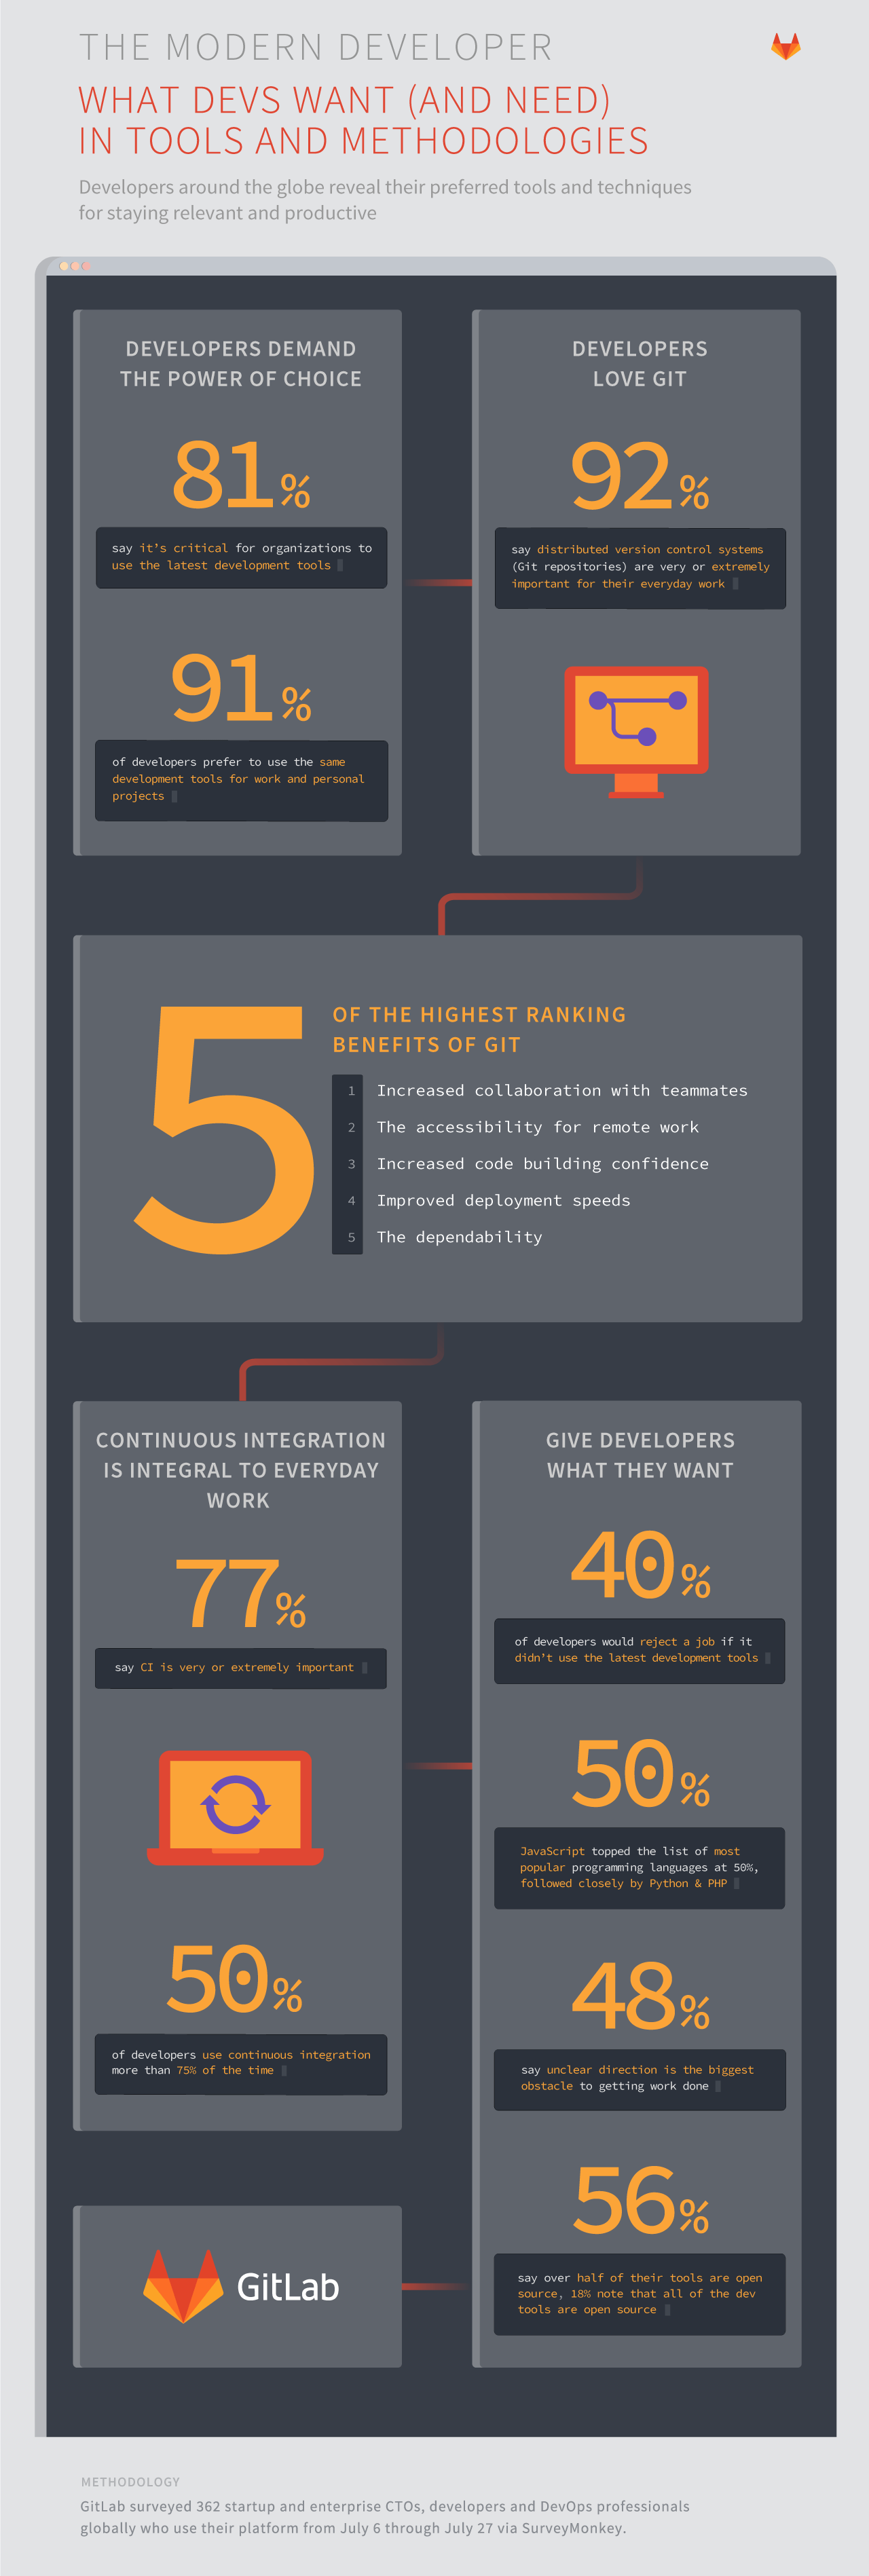 THE MODERN DEVELOPER
WHAT DEVS WANT (AND NEED)
IN TOOLS AND METHODOLOGIES
Developers around the globe reveal their preferred tools and techniques
for staying relevant and productive
DEVELOPERS DEMAND
THE POWER OF CHOICE
81%
say it's critical for organizations to
use the latest development tools
91%
of developers prefer to use the same
development tools for work and personal
projects
DEVELOPERS
LOVE GIT
92%
say distributed version control systems
(Git repositories) are very or extremely
important for their everyday work
5
OF THE HIGHEST RANKING
BENEFITS OF GIT
1 Increased collaboration with teammates
2 The accessibility for remote work
3 Increased code building confidence
4 Improved deployment speeds
5 The dependability
CONTINUOUS INTEGRATION
IS INTEGRAL TO EVERYDAY
WORK
77%
say CI is very or extremely important
50%
of developers use continuous integration
more than 75% of the time
GIVE DEVELOPERS
WHAT THEY WANT
40%
of developers would reject a job if it
didn't use the latest development tools
50%
JavaScript topped the list of most
popular programming languages at 50%,
followed closely by Python & PHP
48%
say unclear direction is the biggest
obstacle to getting work done
56%
say over half of their tools are open
source, 18% note that all of the dev
tools are open source
GitLab
METHODOLOGY
GitLab surveyed 362 startup and enterprise CTOs, developers and DevOps professionals
globally who use their platform from July 6 through July 27 via SurveyMonkey.